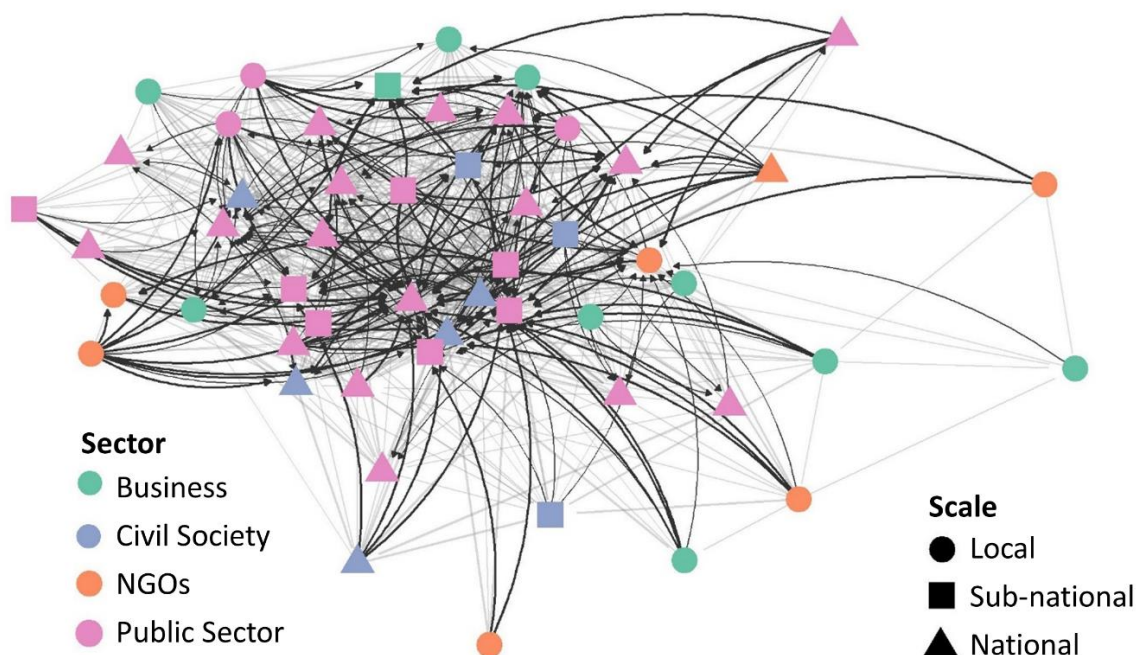 Sector
Business
Civil Society
NGOs
Public Sector
Scale
Local
Sub-national
National